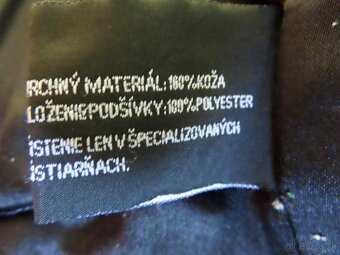 RCHNÝ MATERIÁL: 100% KOŽA
LOŽENIE PODŠÍVKY: 100% POLYESTER
ISTENIE LEN V ŠPECIALIZOVANÝCH
ISTIARŇACH.